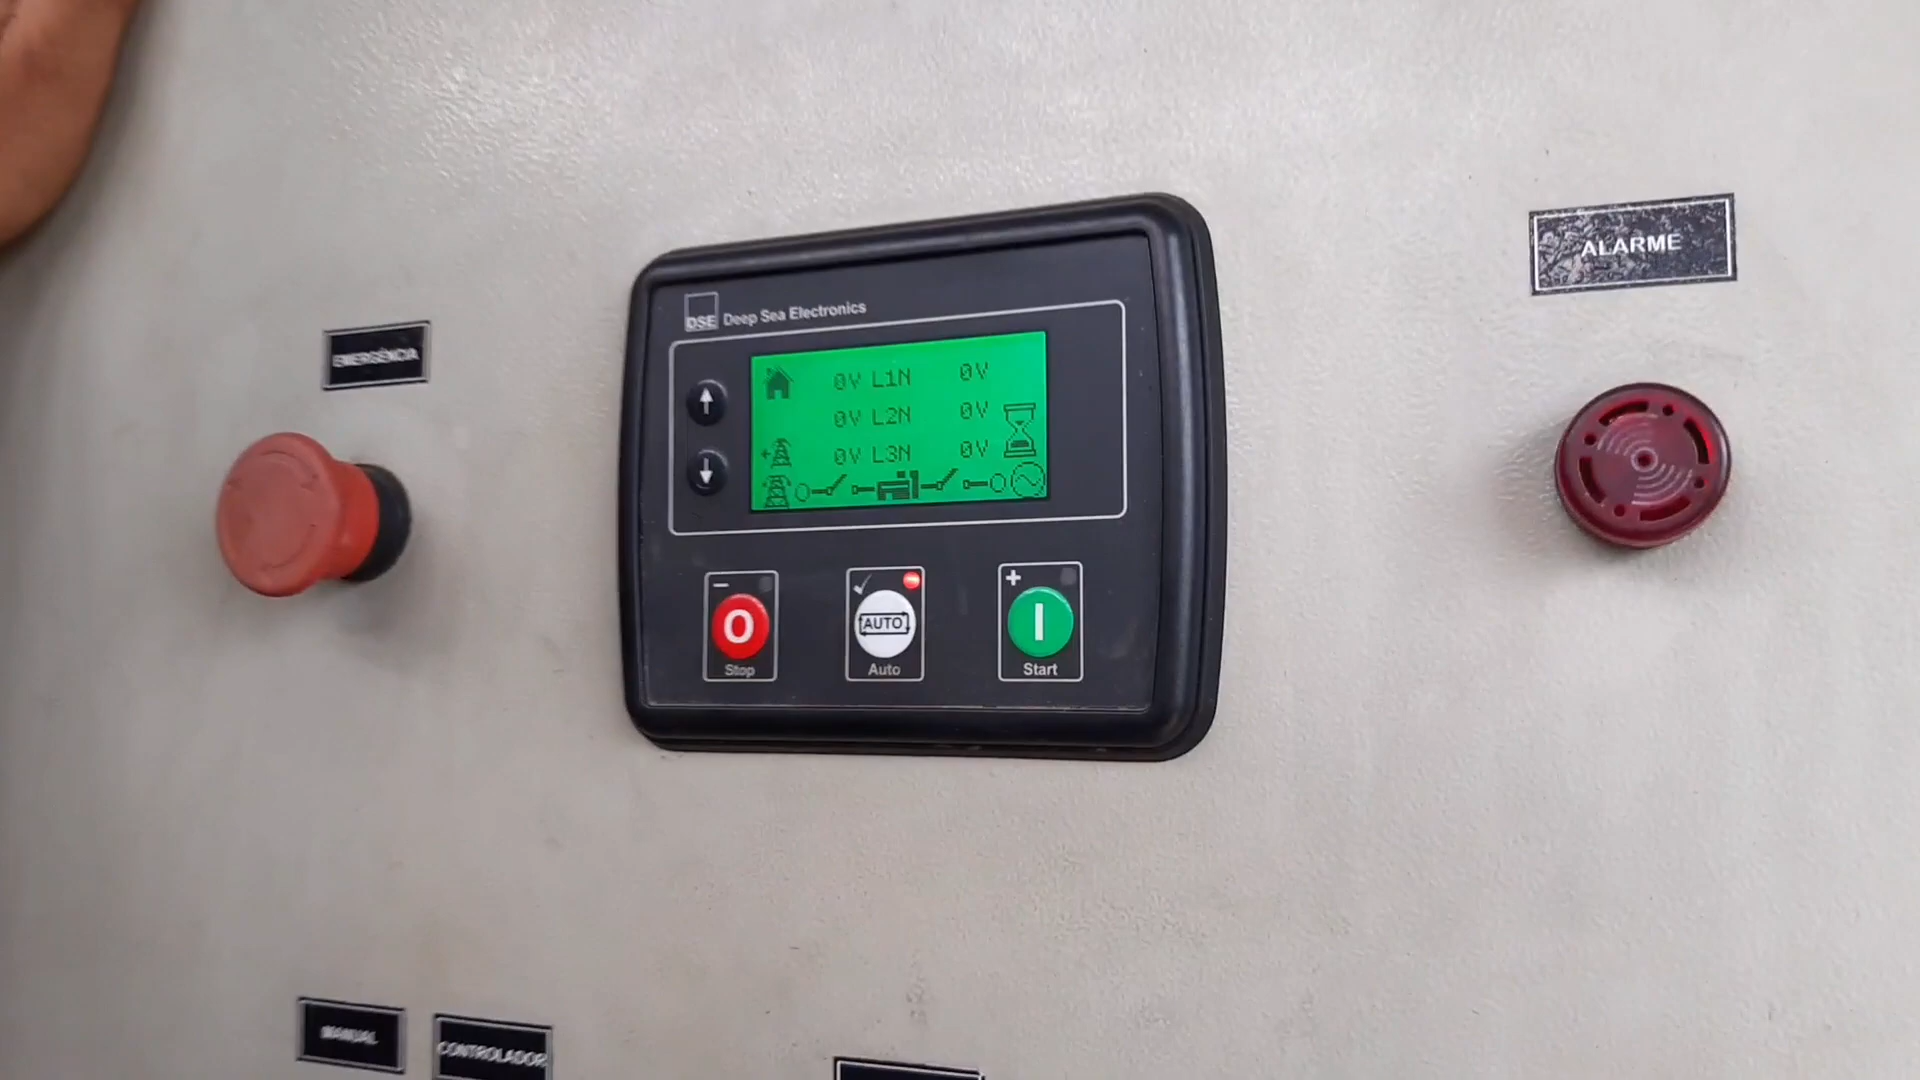 ALARME
EMERGÊNCIA
DSE Deep Sea Electronics
0V L1N 0V
0V L2N 0V
0V L3N 0V
- O Stop
AUTO Auto
+ I Start
MANUAL
CONTROLADOR